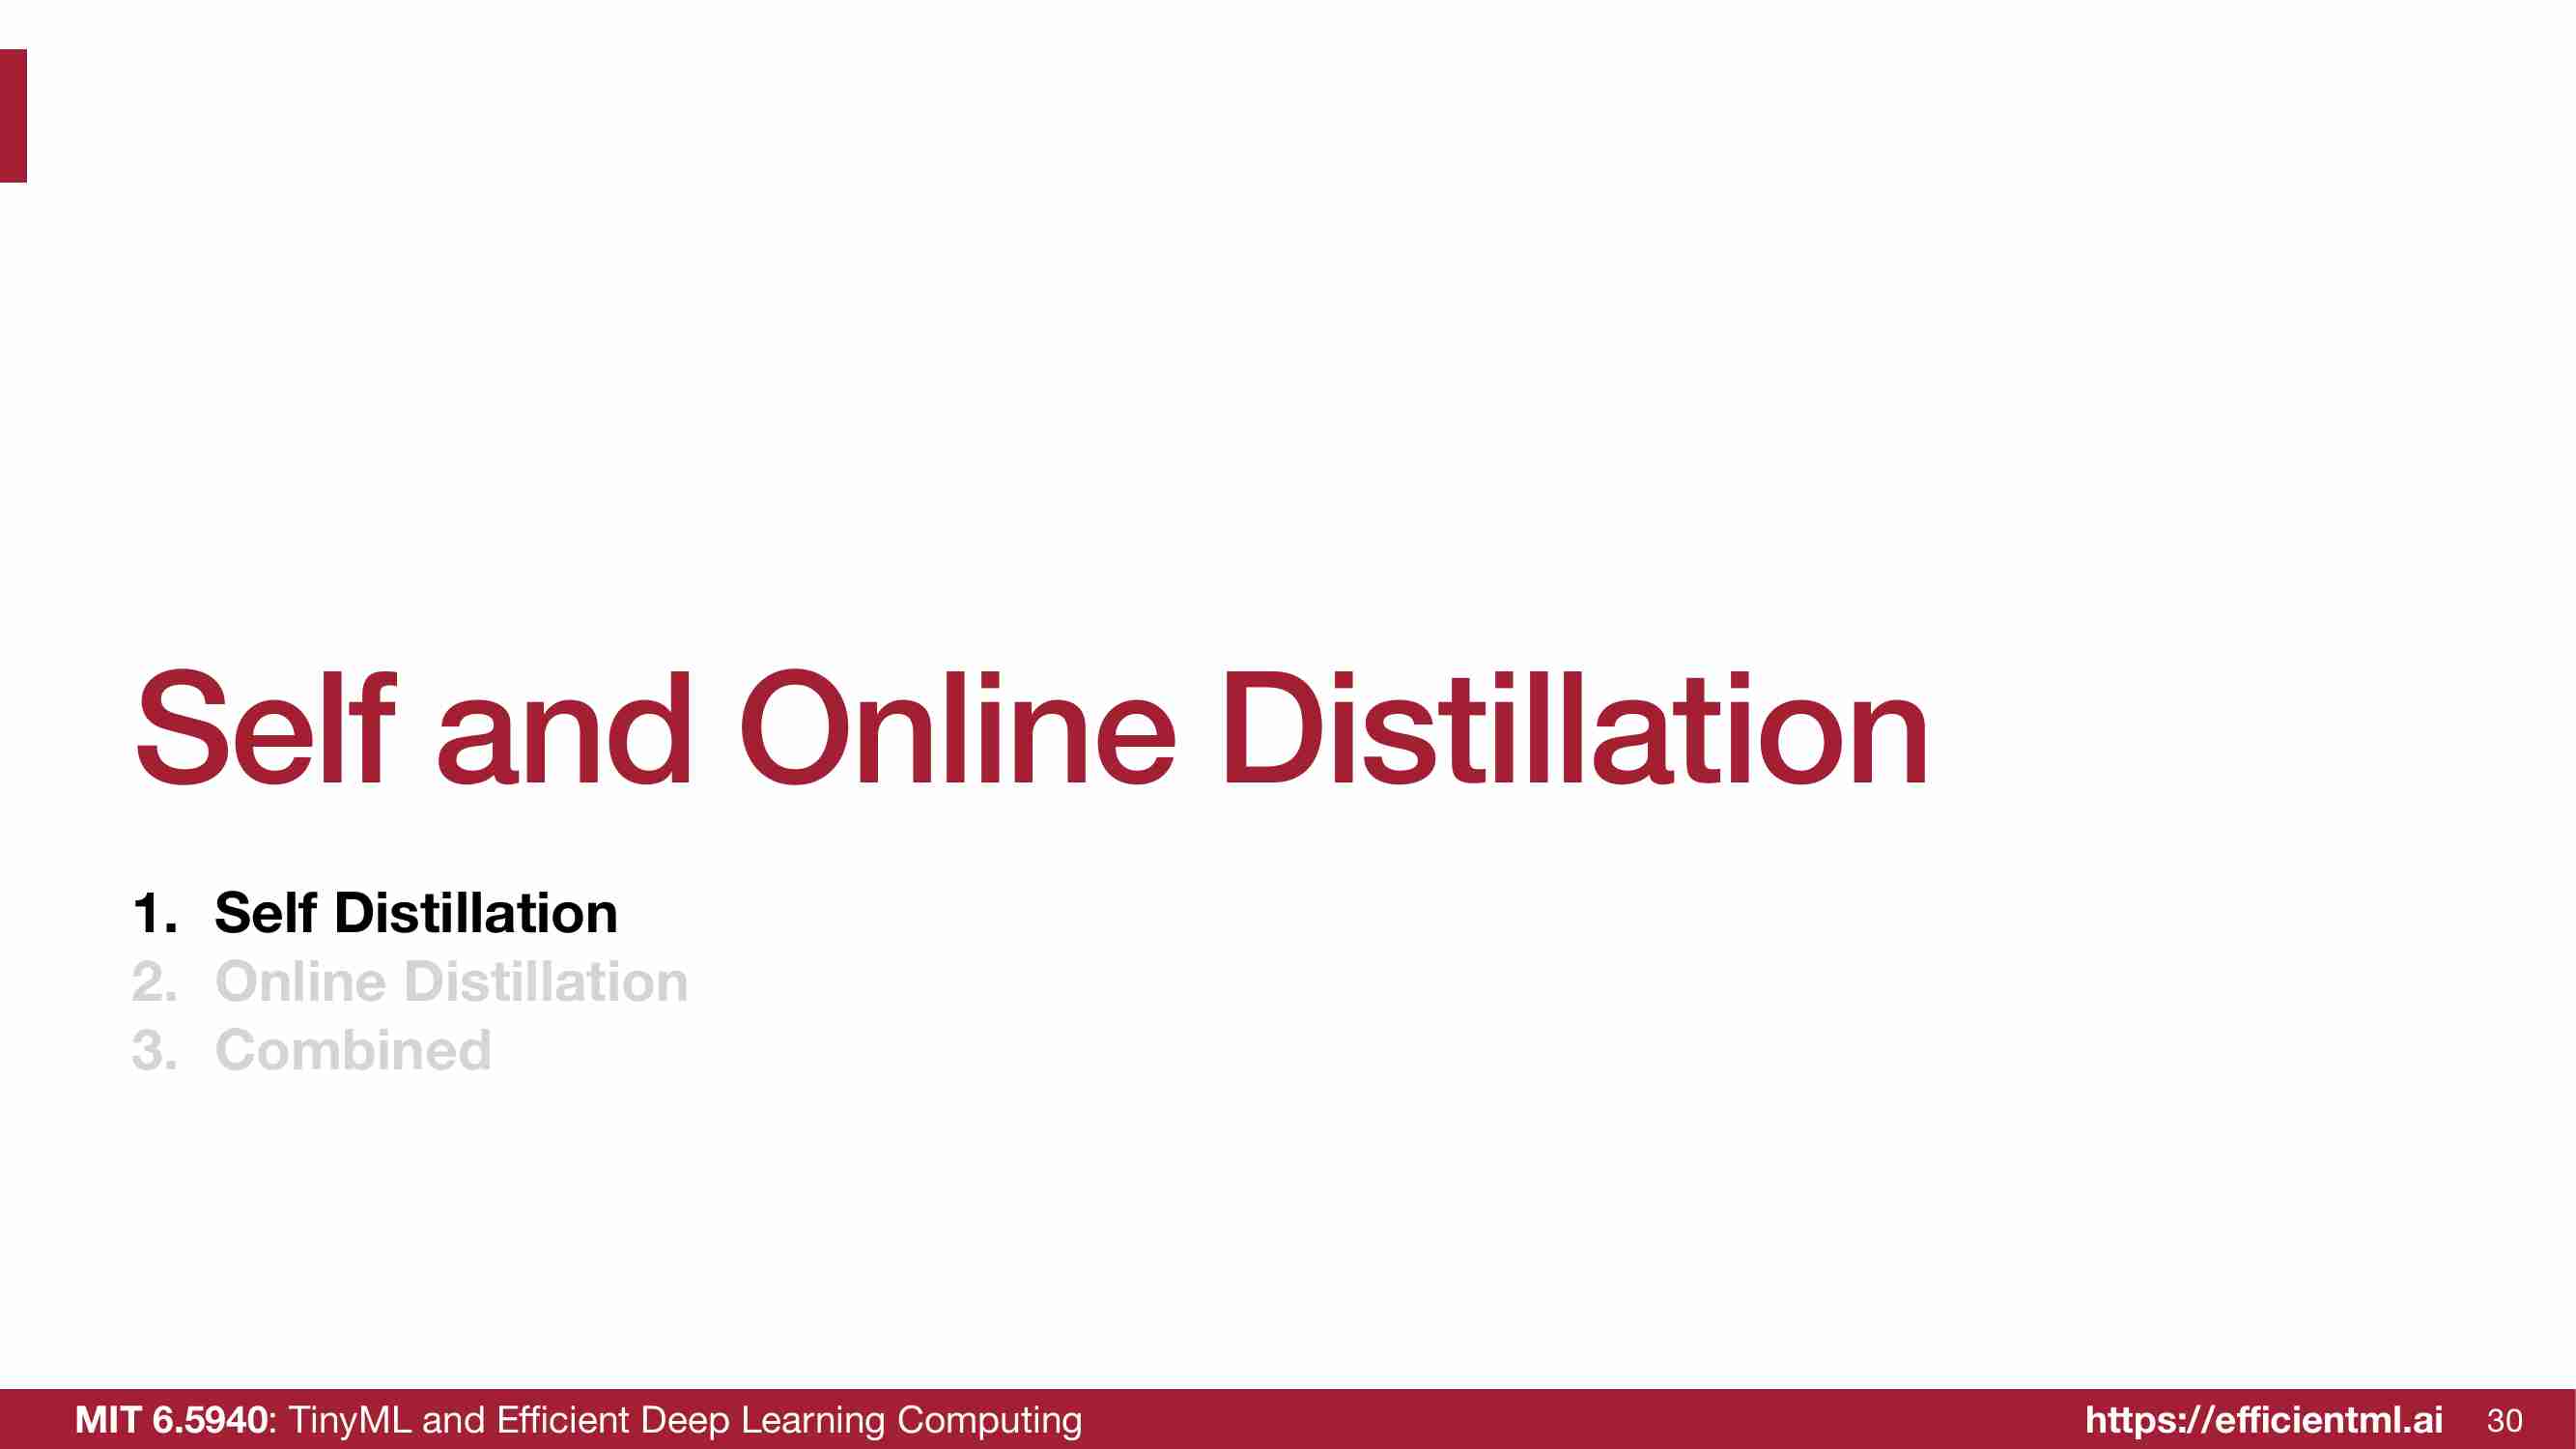 Self and Online Distillation
1. Self Distillation
2. Online Distillation
3. Combined
MIT 6.5940: TinyML and Efficient Deep Learning Computing
https://efficientml.ai 30